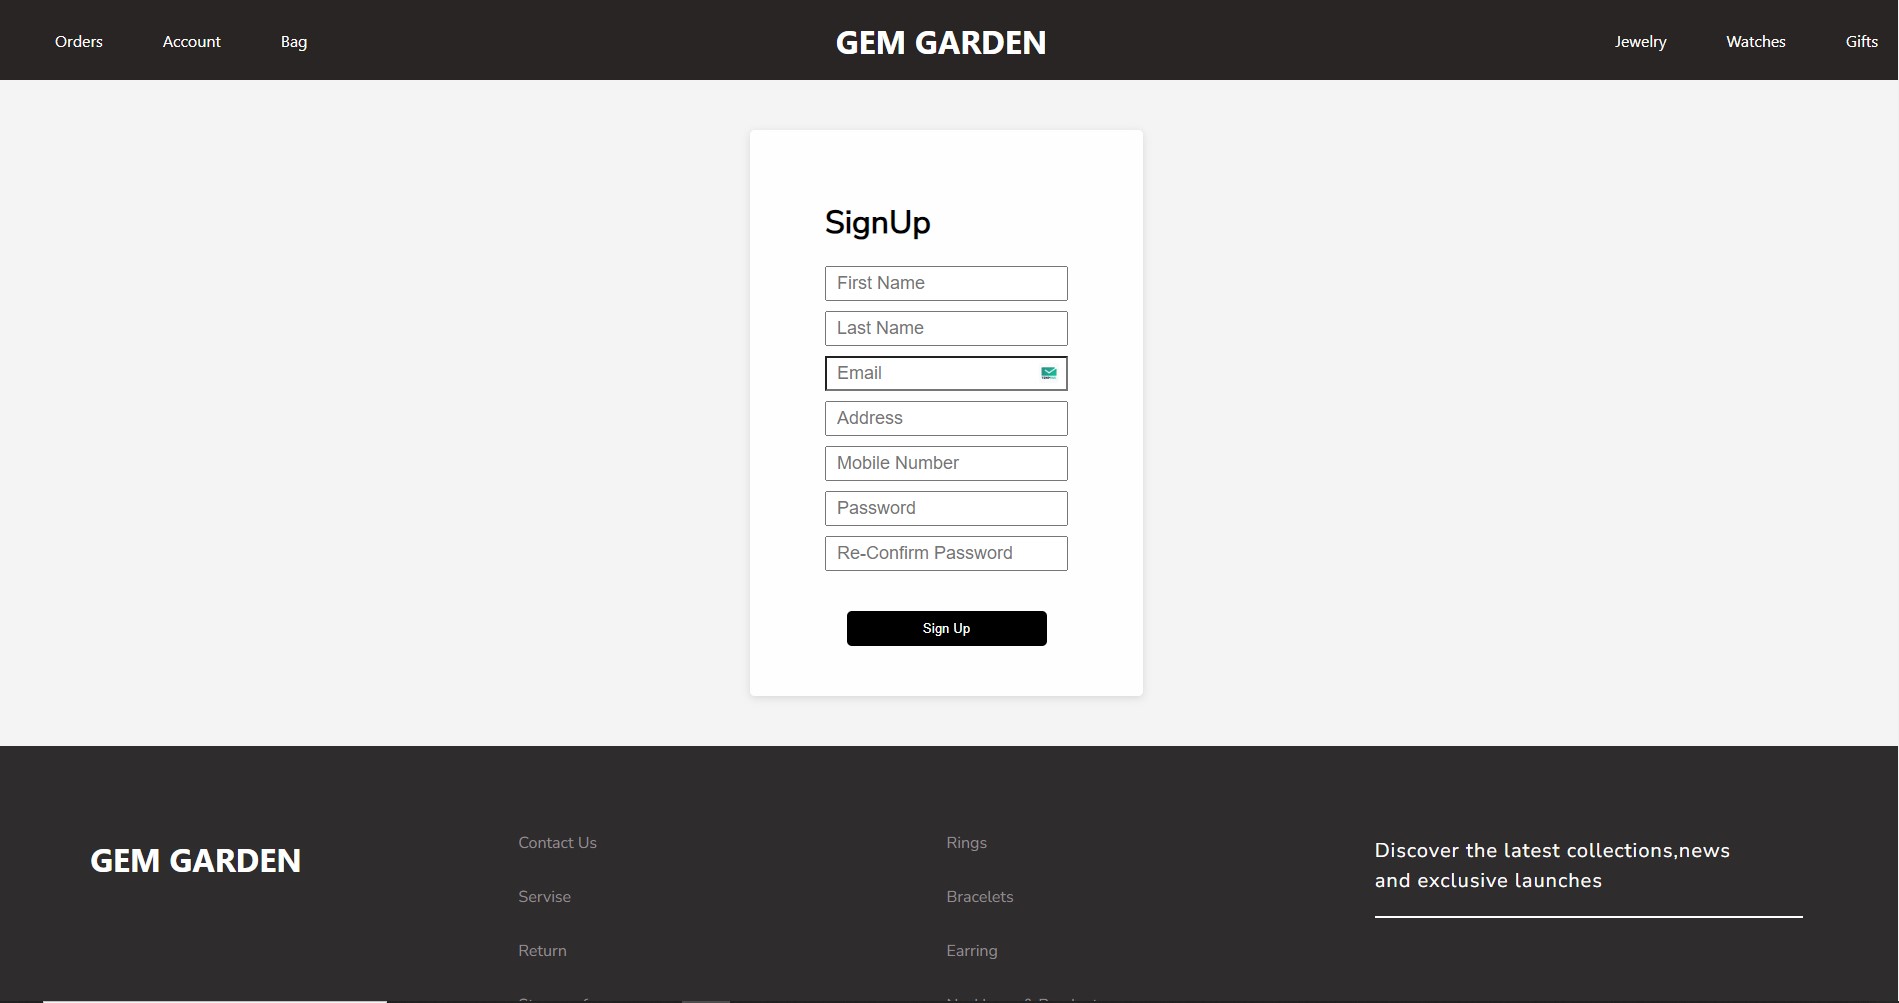 Orders Account Bag GEM GARDEN Jewelry Watches Gifts
SignUp
First Name
Last Name
Email
Address
Mobile Number
Password
Re-Confirm Password
Sign Up
GEM GARDEN
Contact Us
Servise
Return
Rings
Bracelets
Earring
Discover the latest collections,news
and exclusive launches